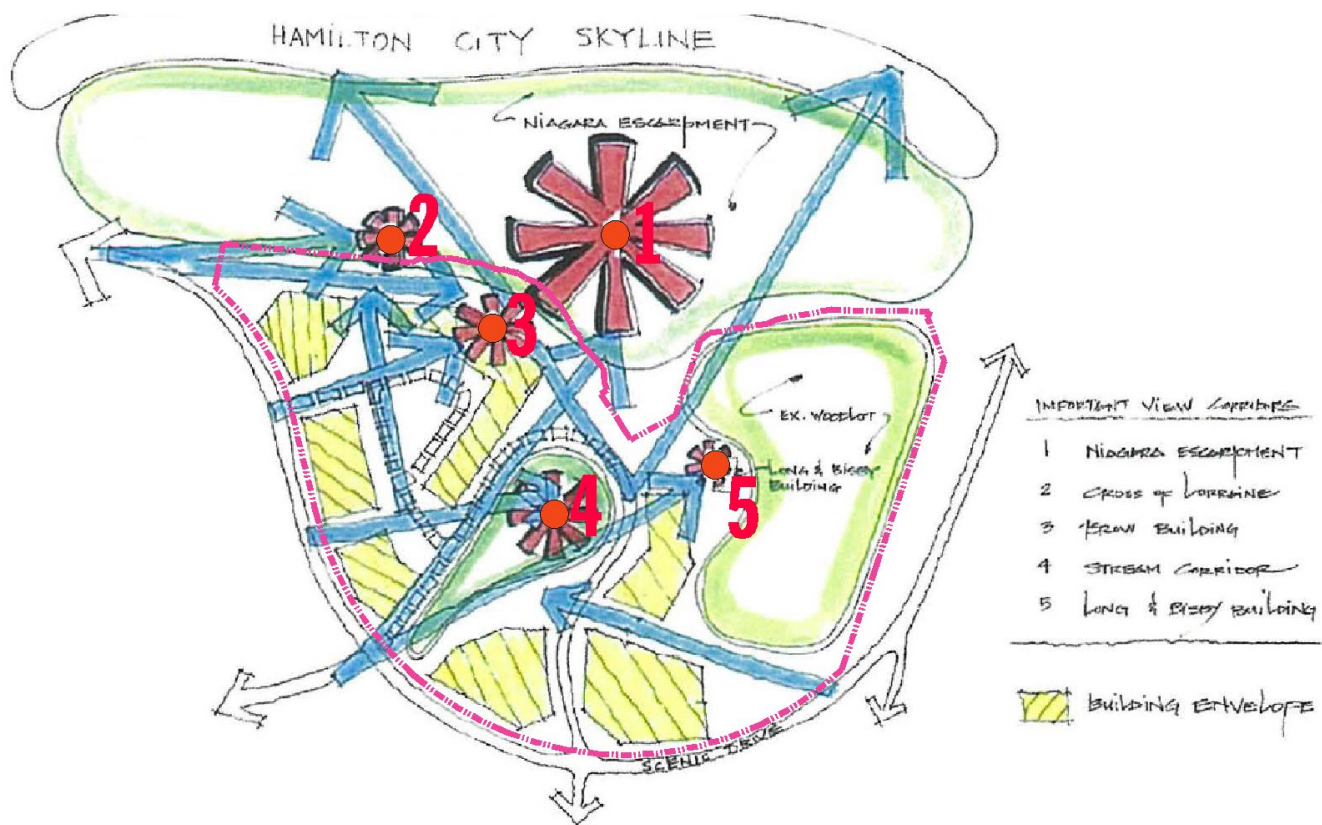 HAMILTON CITY SKYLINE
NIAGARA ESCARPMENT
2
1
3
EX. WOODLOT
LONG & BISBY
BUILDING
4
5
SCENIC DRIVE
IMPORTANT VIEW CORRIDORS
1 NIAGARA ESCARPMENT
2 CROSS OF LORRAINE
3 BROW BUILDING
4 STREAM CORRIDOR
5 LONG & BISBY BUILDING
BUILDING ENVELOPE